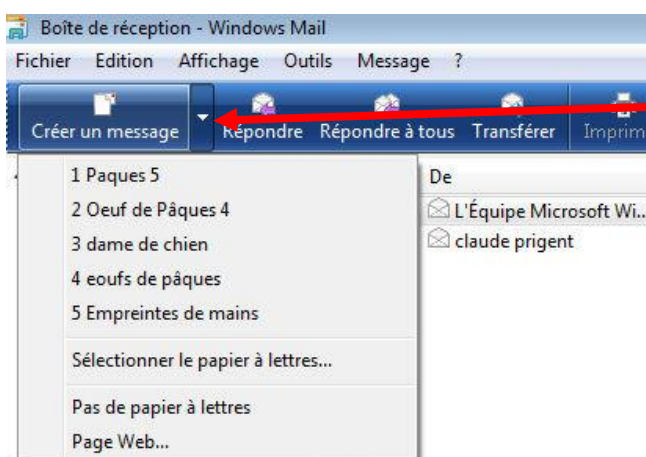 Boîte de réception - Windows Mail
Fichier Edition Affichage Outils Message ?
Créer un message Répondre Répondre à tous Transférer Imprim
1 Paques 5
2 Oeuf de Pâques 4
3 dame de chien
4 eoufs de pâques
5 Empreintes de mains
Sélectionner le papier à lettres...
Pas de papier à lettres
Page Web...
De
L'Équipe Microsoft Wi...
claude prigent